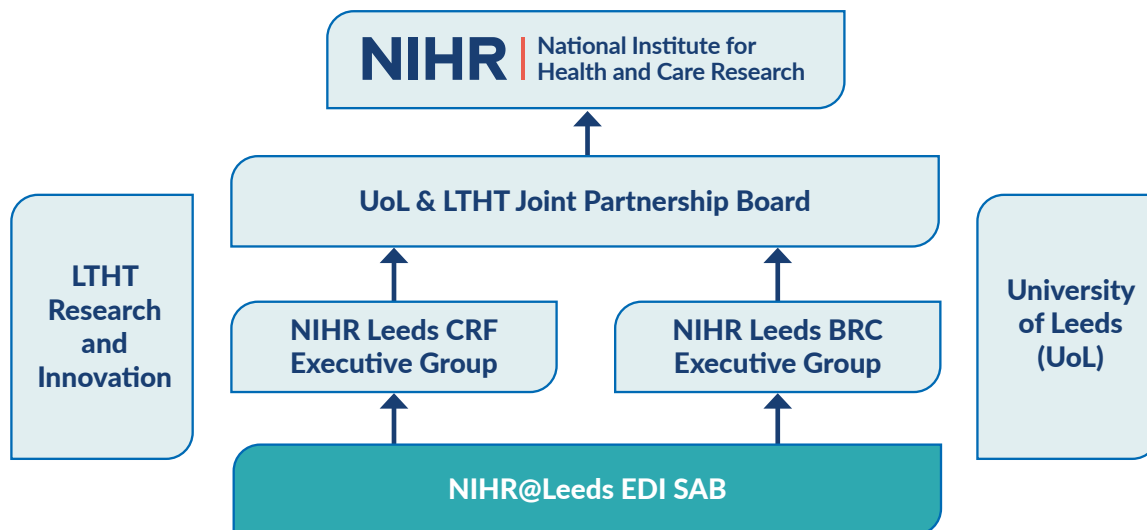 NIHR
National Institute for
Health and Care Research
UoL & LTHT Joint Partnership Board
LTHT
Research
and
Innovation
NIHR Leeds CRF
Executive Group
NIHR Leeds BRC
Executive Group
University
of Leeds
(UoL)
NIHR@Leeds EDI SAB